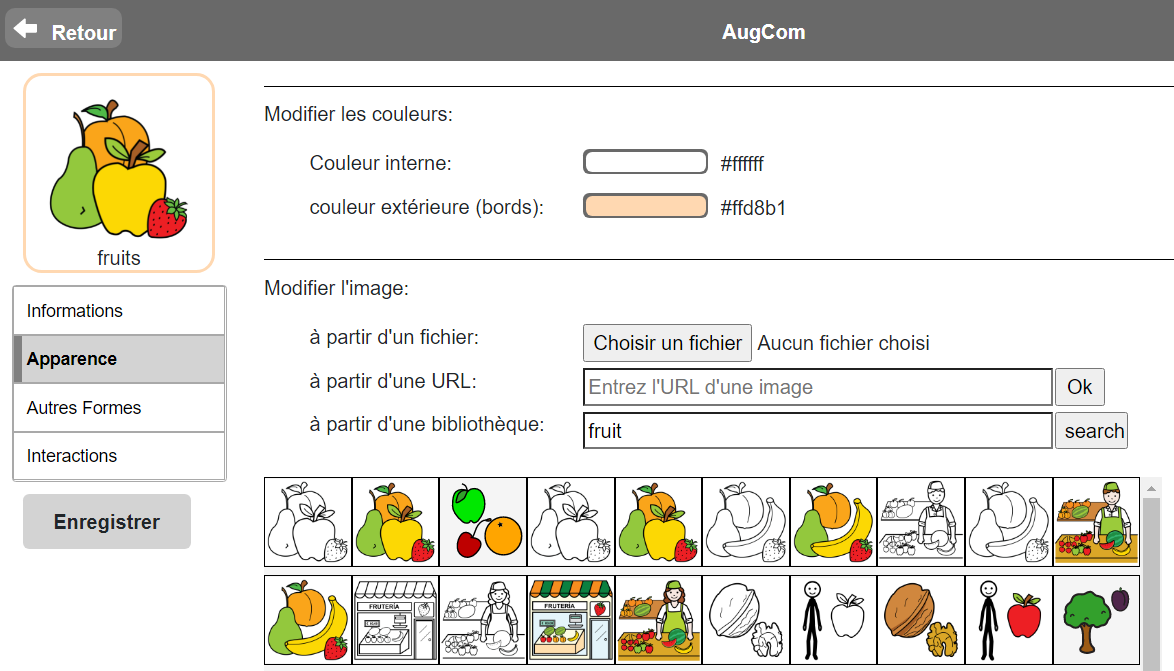 Retour
AugCom
fruits
Informations
Apparence
Autres Formes
Interactions
Enregistrer
Modifier les couleurs:
Couleur interne: #ffffff
couleur extérieure (bords): #ffd8b1
Modifier l'image:
à partir d'un fichier: Choisir un fichier Aucun fichier choisi
à partir d'une URL: Entrez l'URL d'une image Ok
à partir d'une bibliothèque: fruit search
FRUTERÍA
FRUTERÍA